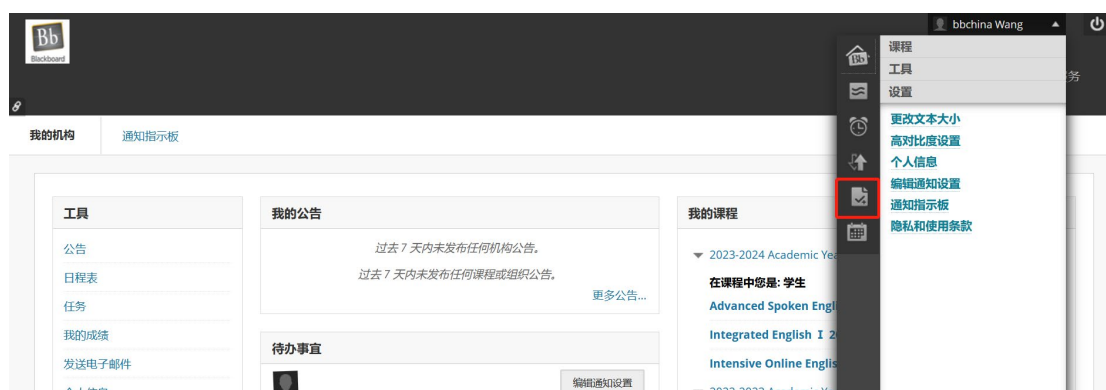 Bb
Blackboard
bbchina Wang
课程
工具
设置
务
更改文本大小
高对比度设置
个人信息
编辑通知设置
通知指示板
隐私和使用条款
我的机构
通知指示板
工具
公告
日程表
任务
我的成绩
发送电子邮件
我的公告
过去 7 天内未发布任何机构公告。
过去 7 天内未发布任何课程或组织公告。
更多公告...
待办事宜
编辑通知设置
我的课程
2023-2024 Academic Yea
在课程中您是: 学生
Advanced Spoken Engli
Integrated English I 2
Intensive Online Englis